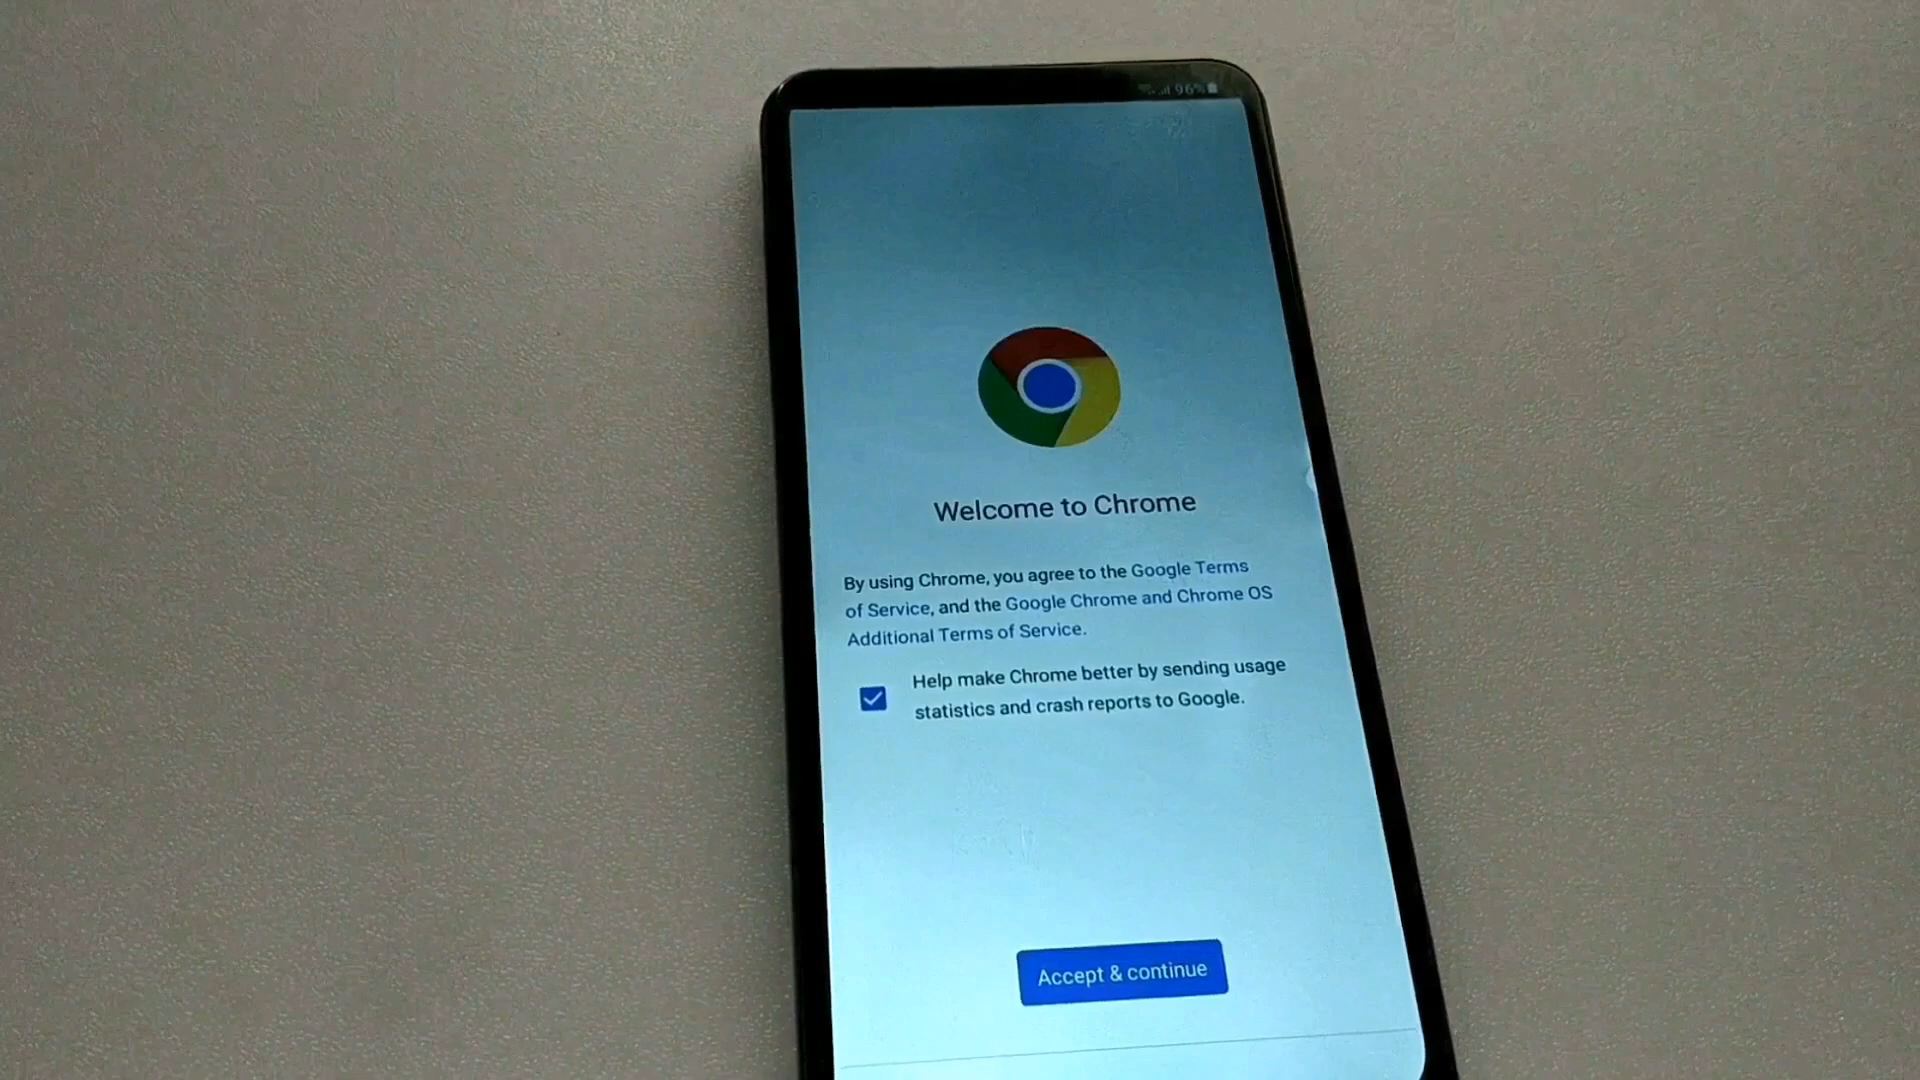 96%
Welcome to Chrome
By using Chrome, you agree to the Google Terms
of Service, and the Google Chrome and Chrome OS
Additional Terms of Service.
Help make Chrome better by sending usage
statistics and crash reports to Google.
Accept & continue